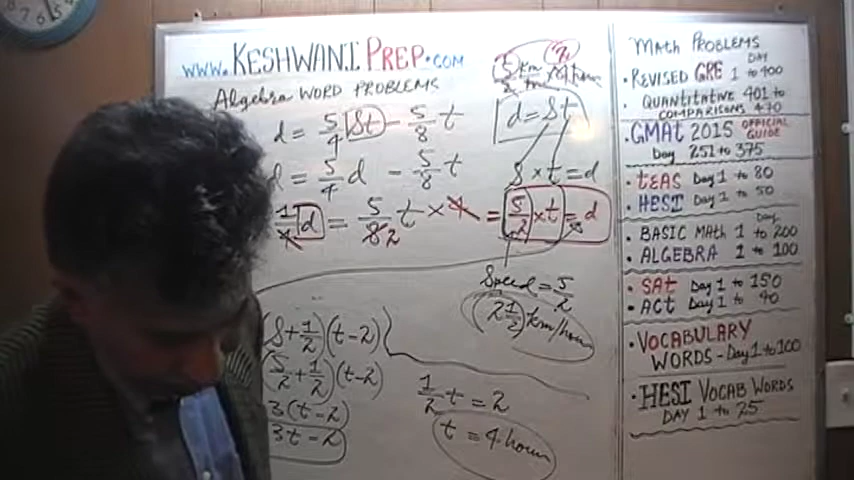 www.KESHWANI PREP.COM
Algebra WORD PROBLEMS
d = 5/4 St - 5/8 t
d = 5/4 d - 5/8 t
1/4 d = 5/8 2 t × 4 = 5/2 × t = d
d = St
S × t = d
Speed = 5/2
(2 1/2) km/hour
(S + 1/2)(t - 2)
(5/2 + 1/2)(t - 2)
3(t - 2)
3t - 2
1/2 t = 2
t = 4 hours
MATH PROBLEMS
• REVISED GRE DAY 1 to 400
• QUANTITATIVE 401 to
COMPARISONS 470
• GMAT 2015 OFFICIAL GUIDE
Day 251 to 375
• TEAS Day 1 to 80
• HESI Day 1 to 50
• BASIC MATH Day 1 to 200
• ALGEBRA 1 to 100
• SAT Day 1 to 150
• ACT Day 1 to 40
• VOCABULARY
WORDS - Day 1 to 100
• HESI VOCAB WORDS
DAY 1 to 25